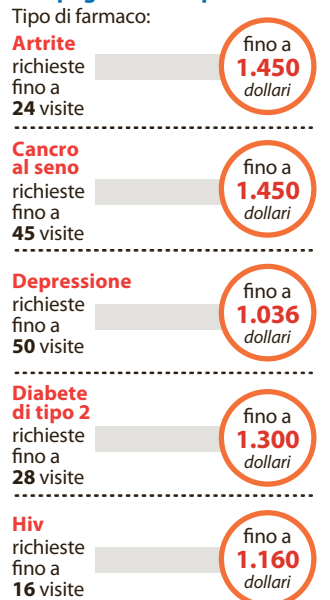 Tipo di farmaco:
Artrite
richieste
fino a
24 visite
fino a
1.450
dollari
Cancro
al seno
richieste
fino a
45 visite
fino a
1.450
dollari
Depressione
richieste
fino a
50 visite
fino a
1.036
dollari
Diabete
di tipo 2
richieste
fino a
28 visite
fino a
1.300
dollari
Hiv
richieste
fino a
16 visite
fino a
1.160
dollari